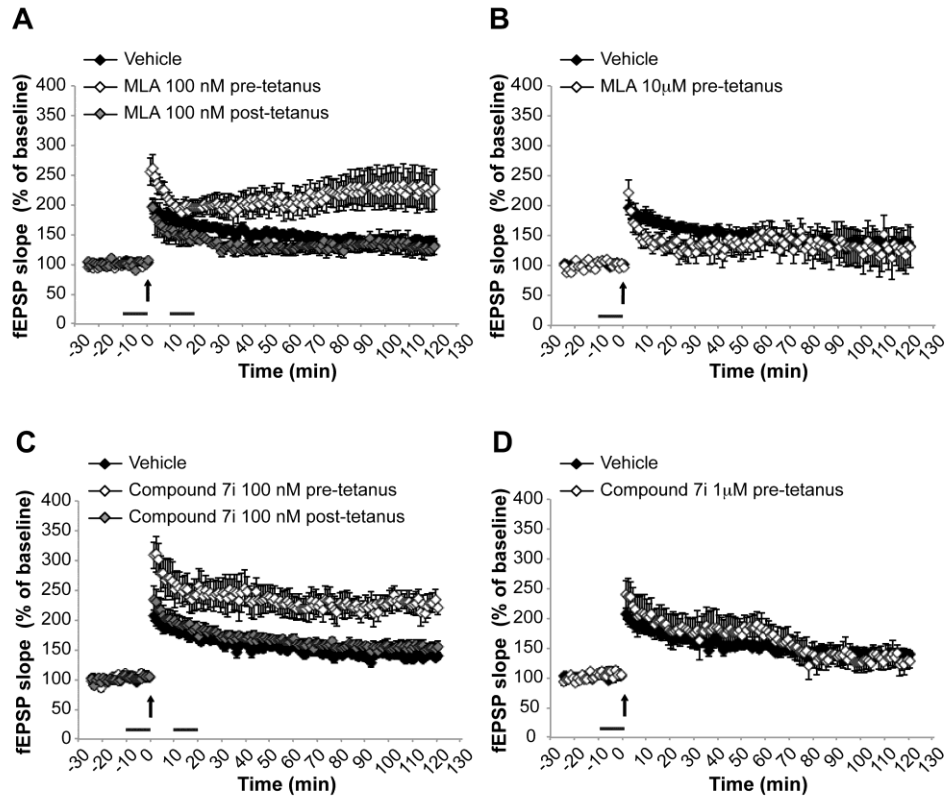 A
Vehicle
MLA 100 nM pre-tetanus
MLA 100 nM post-tetanus
fEPSP slope (% of baseline)
400
350
300
250
200
150
100
50
0
-30 -20 -10 0 10 20 30 40 50 60 70 80 90 100 110 120 130
Time (min)
B
Vehicle
MLA 10μM pre-tetanus
fEPSP slope (% of baseline)
400
350
300
250
200
150
100
50
0
-30 -20 -10 0 10 20 30 40 50 60 70 80 90 100 110 120 130
Time (min)
C
Vehicle
Compound 7i 100 nM pre-tetanus
Compound 7i 100 nM post-tetanus
fEPSP slope (% of baseline)
400
350
300
250
200
150
100
50
0
-30 -20 -10 0 10 20 30 40 50 60 70 80 90 100 110 120 130
Time (min)
D
Vehicle
Compound 7i 1μM pre-tetanus
fEPSP slope (% of baseline)
400
350
300
250
200
150
100
50
0
-30 -20 -10 0 10 20 30 40 50 60 70 80 90 100 110 120 130
Time (min)